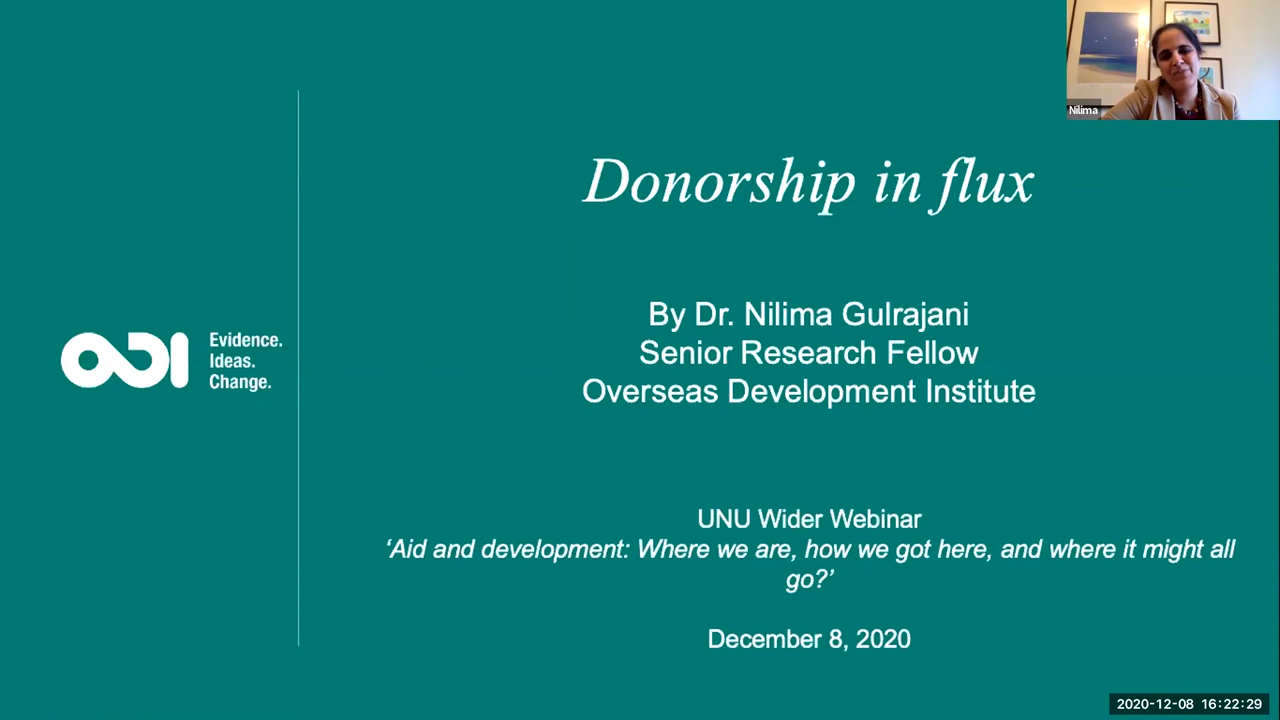 Nilima
Donorship in flux
By Dr. Nilima Gulrajani
Senior Research Fellow
Overseas Development Institute
ODI
Evidence.
Ideas.
Change.
UNU Wider Webinar
‘Aid and development: Where we are, how we got here, and where it might all
go?’
December 8, 2020
2020-12-08 16:22:29